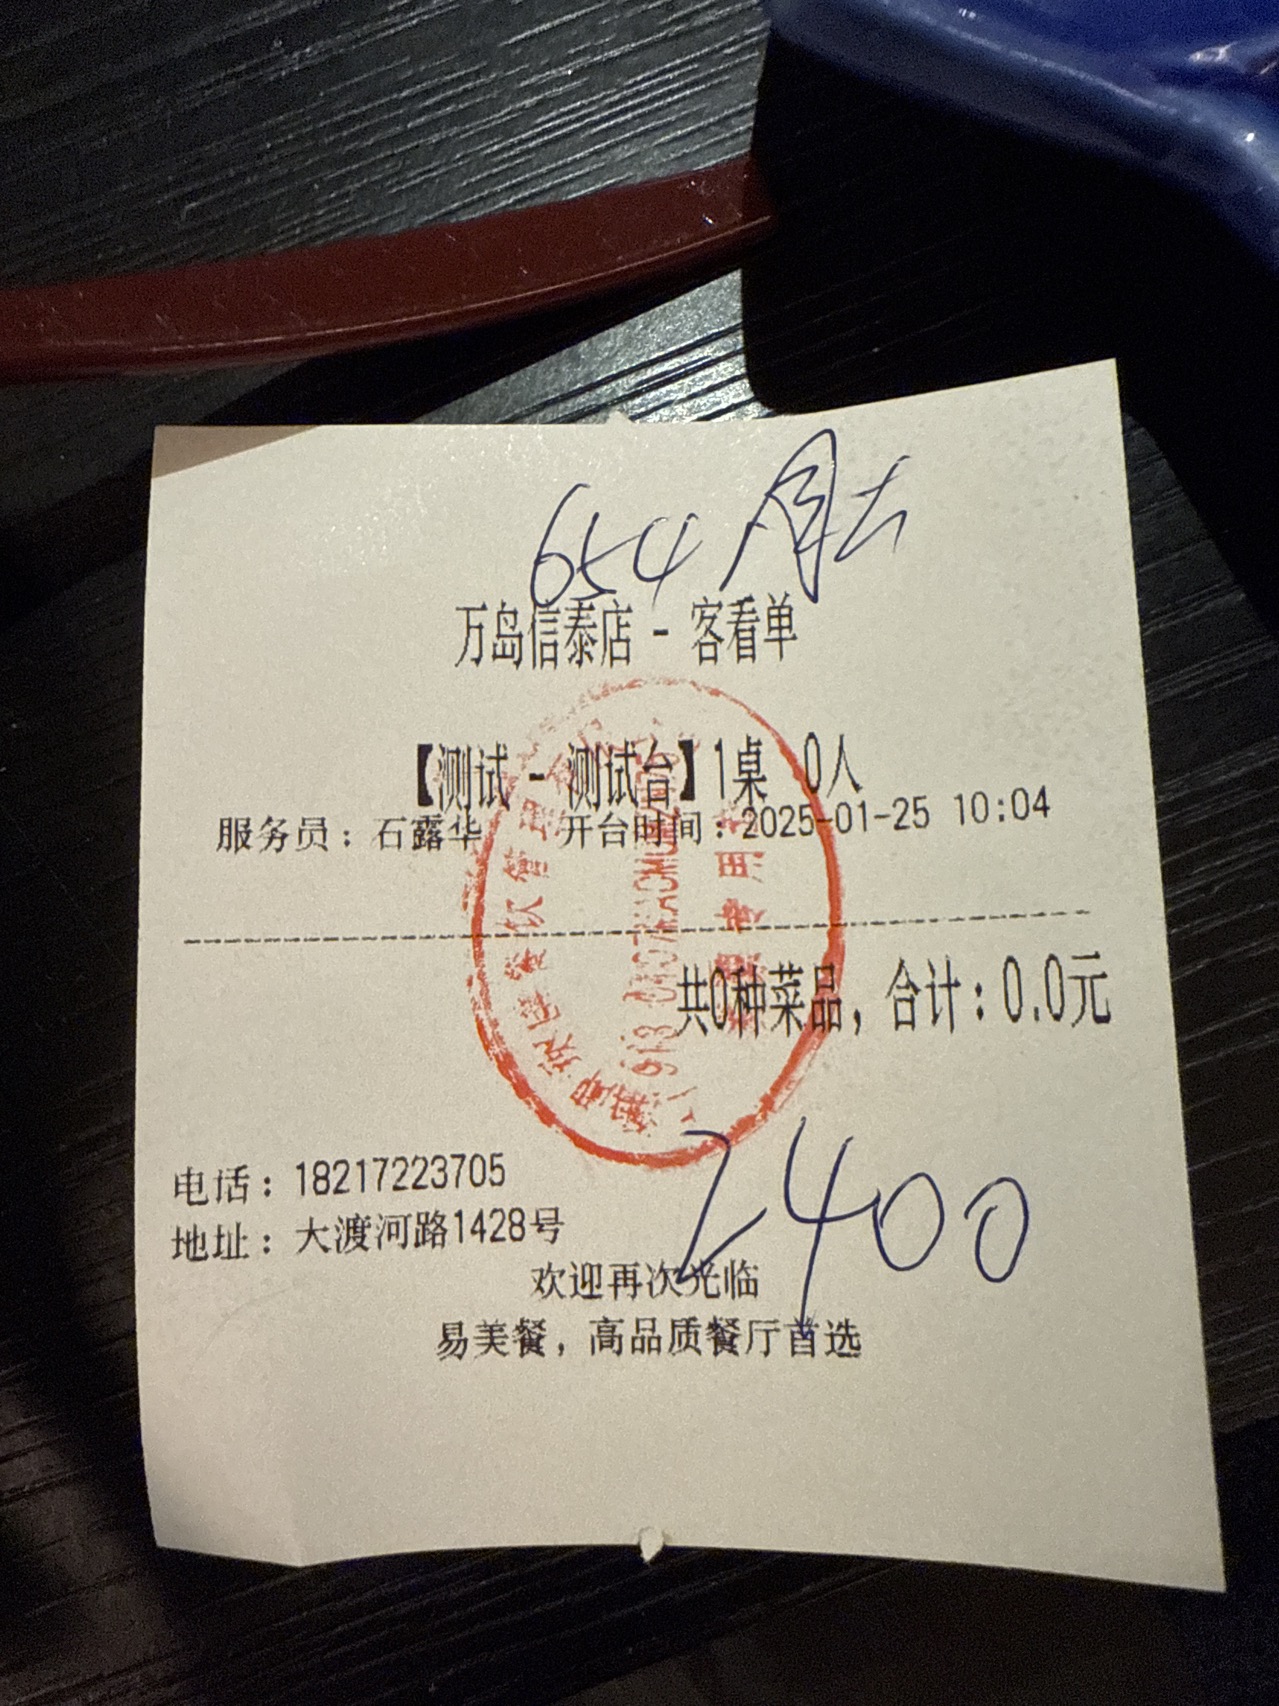 654
万岛信泰店 - 客看单
【测试 - 测试台】1桌 0人
服务员：石露华 开台时间：2025-01-25 10:04
共0种菜品，合计：0.0元
2400
电话：18217223705
地址：大渡河路1428号
欢迎再次光临
易美餐，高品质餐厅首选